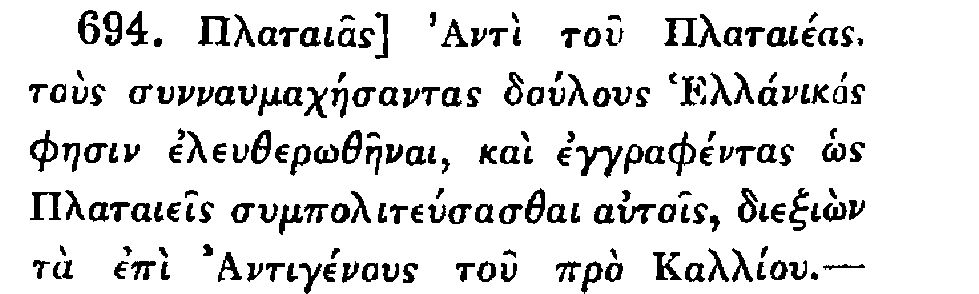 694. Πλαταιᾶς] Ἀντὶ τοῦ Πλαταιέας.
τοὺς συνναυμαχήσαντας δούλους Ἑλλάνικός
φησιν ἐλευθερωθῆναι, καὶ ἐγγραφέντας ὡς
Πλαταιεῖς συμπολιτεύσασθαι αὐτοῖς, διεξιὼν
τὰ ἐπὶ Ἀντιγένους τοῦ πρὸ Καλλίου.—